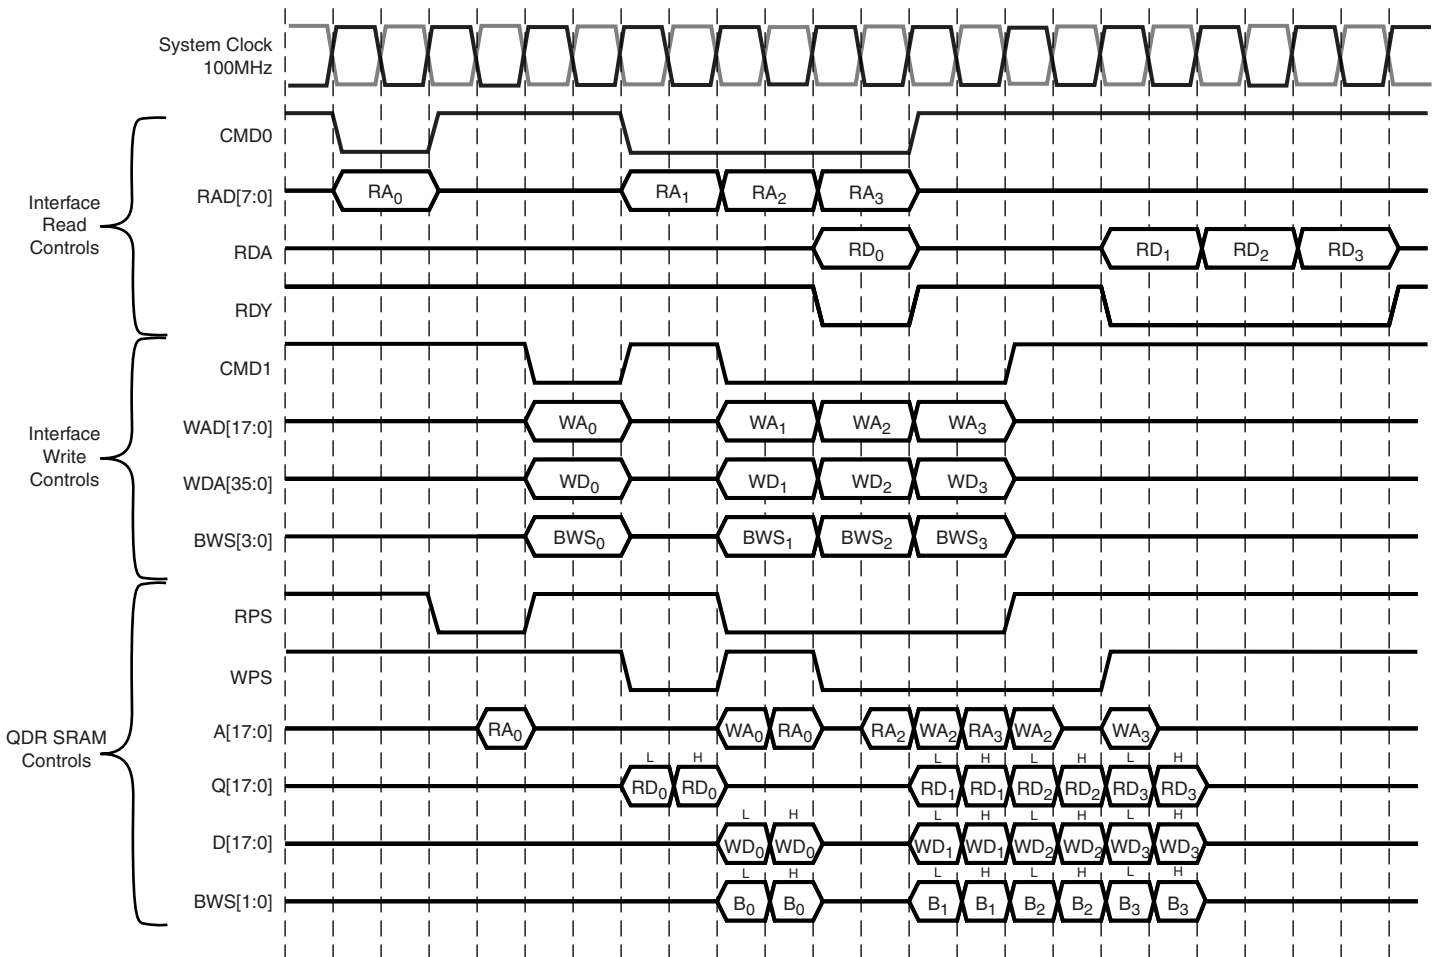 System Clock
100MHz
CMD0
RAD[7:0] RA0 RA1 RA2 RA3
Interface
Read
Controls
RDA RD0 RD1 RD2 RD3
RDY
CMD1
WAD[17:0] WA0 WA1 WA2 WA3
Interface
Write
Controls
WDA[35:0] WD0 WD1 WD2 WD3
BWS[3:0] BWS0 BWS1 BWS2 BWS3
RPS
WPS
A[17:0] RA0 WA0 RA0 RA2 WA2 RA3 WA2 WA3
QDR SRAM
Controls
L H L H L H L H
Q[17:0] RD0 RD0 RD1 RD1 RD2 RD2 RD3 RD3
L H L H L H L H
D[17:0] WD0 WD0 WD1 WD1 WD2 WD2 WD3 WD3
L H L H L H L H
BWS[1:0] B0 B0 B1 B1 B2 B2 B3 B3